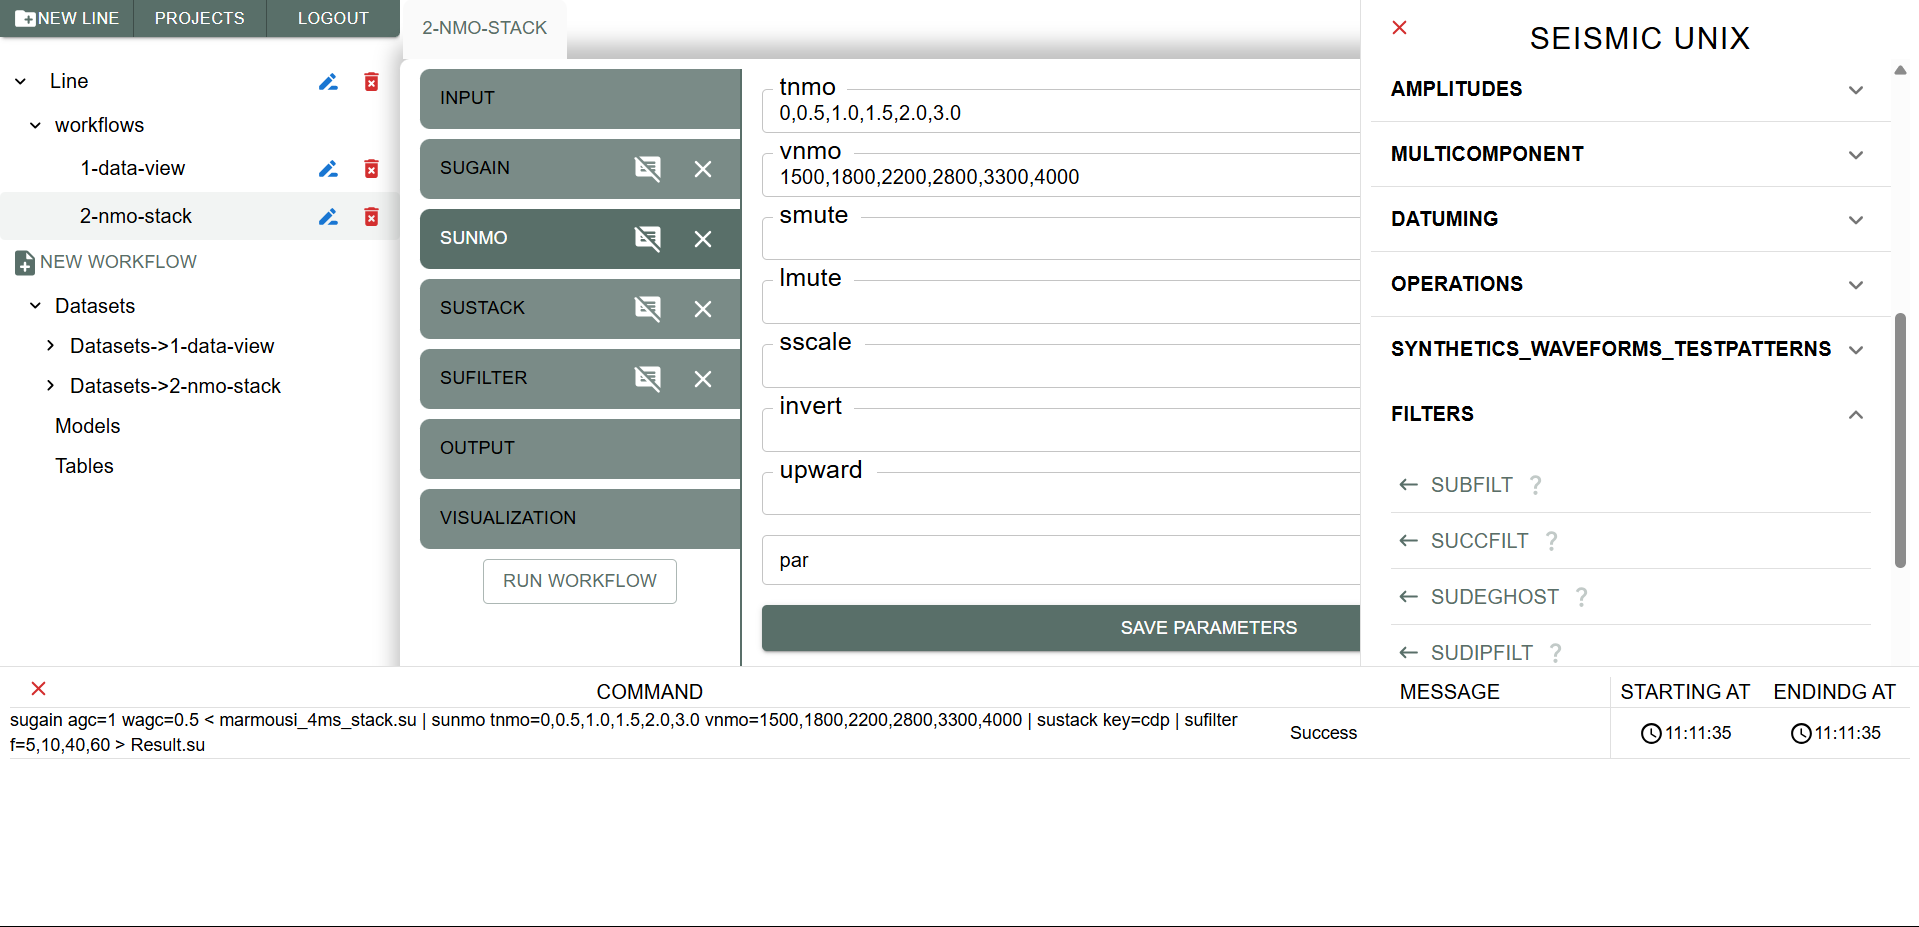 NEW LINE PROJECTS LOGOUT
Line
workflows
1-data-view
2-nmo-stack
NEW WORKFLOW
Datasets
Datasets->1-data-view
Datasets->2-nmo-stack
Models
Tables
2-NMO-STACK
INPUT
SUGAIN
SUNMO
SUSTACK
SUFILTER
OUTPUT
VISUALIZATION
RUN WORKFLOW
tnmo
0,0.5,1.0,1.5,2.0,3.0
vnmo
1500,1800,2200,2800,3300,4000
smute
lmute
sscale
invert
upward
par
SAVE PARAMETERS
SEISMIC UNIX
AMPLITUDES
MULTICOMPONENT
DATUMING
OPERATIONS
SYNTHETICS_WAVEFORMS_TESTPATTERNS
FILTERS
SUBFILT ?
SUCCFILT ?
SUDEGHOST ?
SUDIPFILT ?
COMMAND MESSAGE STARTING AT ENDINDG AT
sugain agc=1 wagc=0.5 < marmousi_4ms_stack.su | sunmo tnmo=0,0.5,1.0,1.5,2.0,3.0 vnmo=1500,1800,2200,2800,3300,4000 | sustack key=cdp | sufilter
f=5,10,40,60 > Result.su
Success
11:11:35 11:11:35